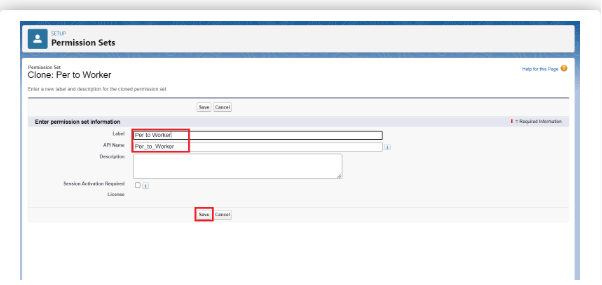 SETUP
Permission Sets
Permission Set
Clone: Per to Worker
Help for this Page
Enter a new label and description for the cloned permission set.
Save Cancel
Enter permission set information
= Required Information
Label Per to Worker
API Name Per_to_Worker
Description
Session Activation Required
License
Save Cancel